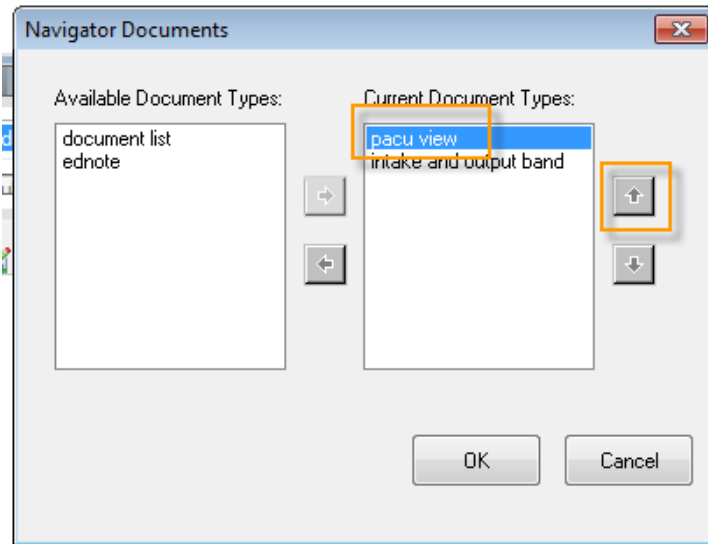 Navigator Documents
Available Document Types:
Current Document Types:
document list
ednote
pacu view
intake and output band
OK
Cancel